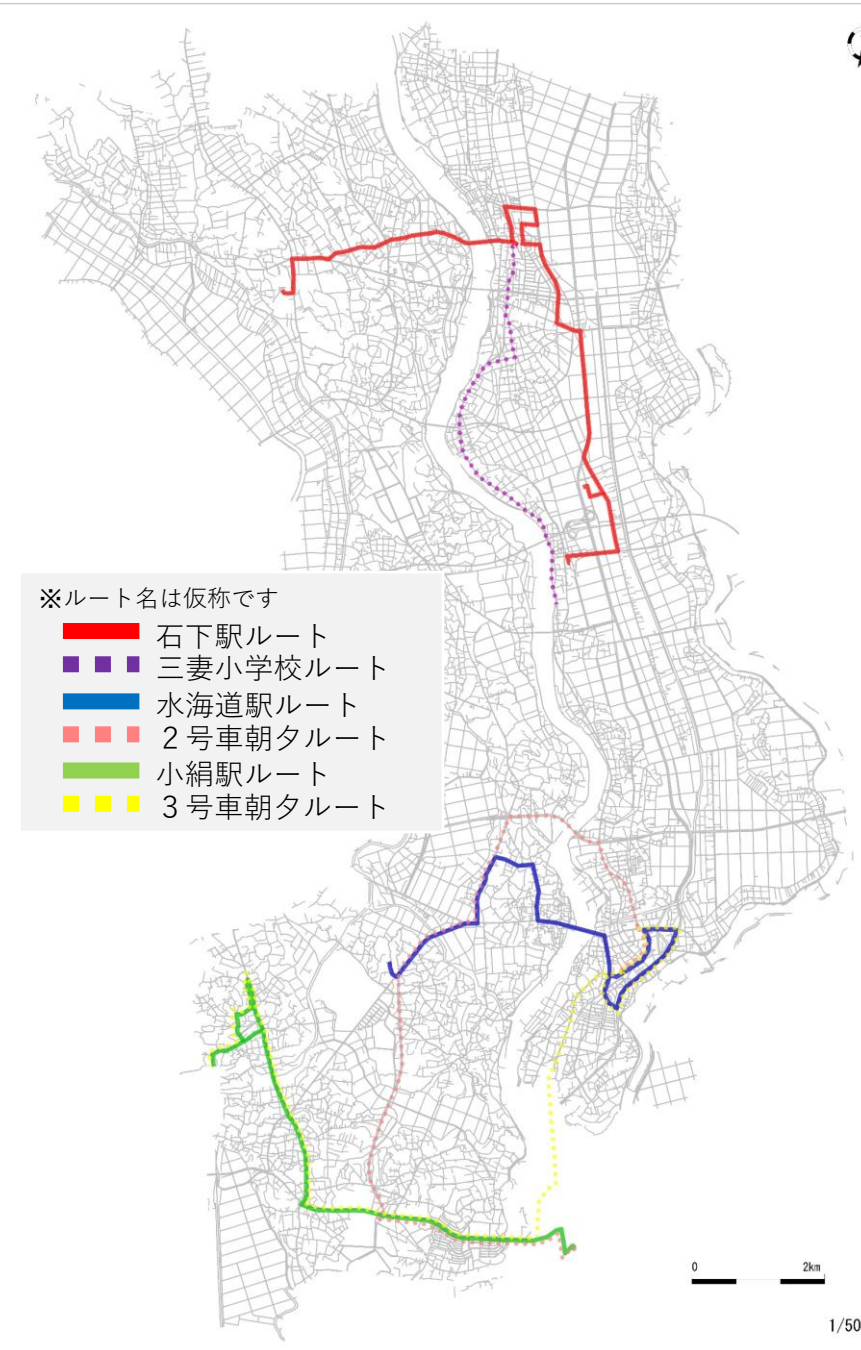 ※ルート名は仮称です
石下駅ルート
三妻小学校ルート
水海道駅ルート
２号車朝夕ルート
小絹駅ルート
３号車朝夕ルート
0 2km
1/50